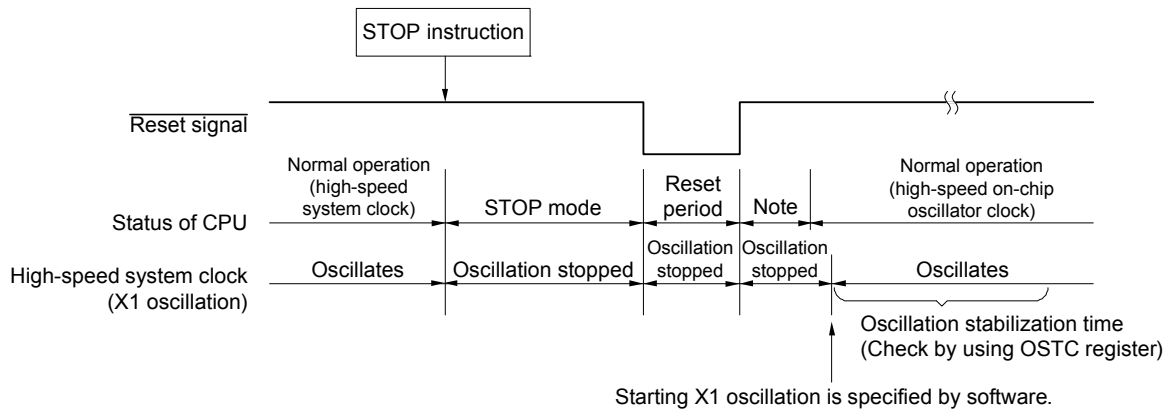 STOP instruction
Reset signal
Normal operation
(high-speed
system clock)
STOP mode
Reset
period
Note
Normal operation
(high-speed on-chip
oscillator clock)
Status of CPU
High-speed system clock
(X1 oscillation)
Oscillates
Oscillation stopped
Oscillation
stopped
Oscillation
stopped
Oscillates
Oscillation stabilization time
(Check by using OSTC register)
Starting X1 oscillation is specified by software.